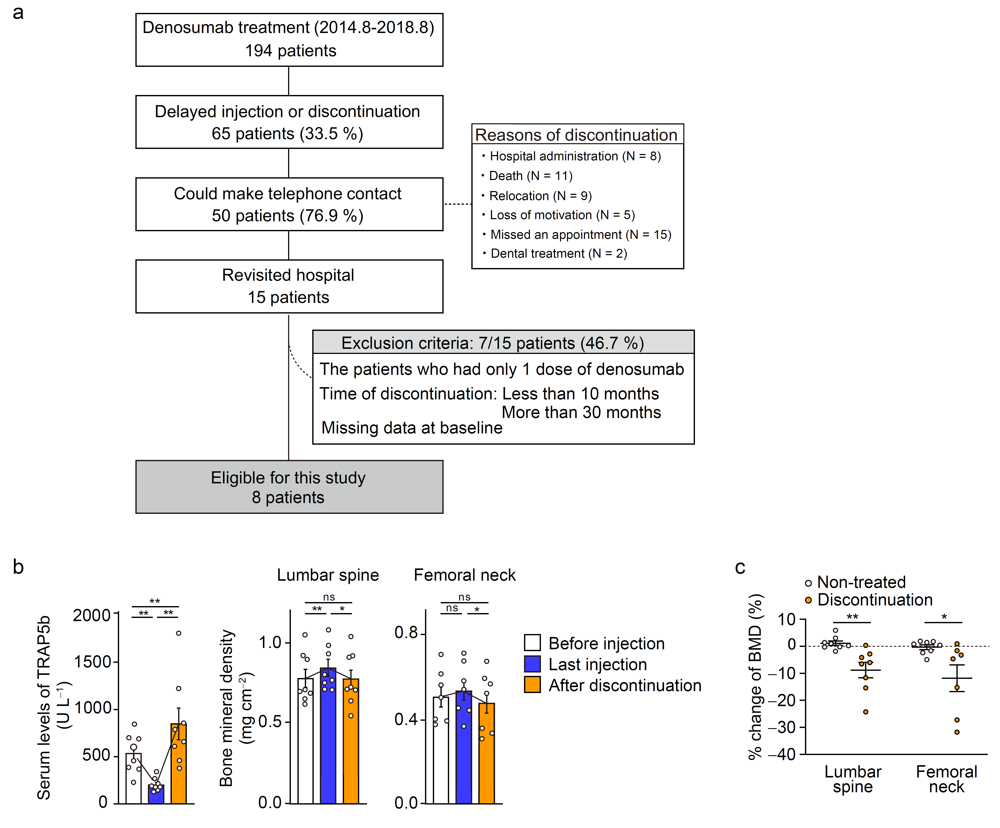 a
Denosumab treatment (2014.8-2018.8)
194 patients
Delayed injection or discontinuation
65 patients (33.5 %)
Could make telephone contact
50 patients (76.9 %)
Reasons of discontinuation
・Hospital administration (N = 8)
・Death (N = 11)
・Relocation (N = 9)
・Loss of motivation (N = 5)
・Missed an appointment (N = 15)
・Dental treatment (N = 2)
Revisited hospital
15 patients
Exclusion criteria: 7/15 patients (46.7 %)
The patients who had only 1 dose of denosumab
Time of discontinuation: Less than 10 months
More than 30 months
Missing data at baseline
Eligible for this study
8 patients
b
Serum levels of TRAP5b
(U L⁻¹)
2000
1500
1000
500
0
**
** **
Bone mineral density
(mg cm⁻²)
Lumbar spine
1.0
0.5
0.0
ns
** *
Femoral neck
0.8
0.4
0.0
ns
ns *
Before injection
Last injection
After discontinuation
c
Non-treated
Discontinuation
% change of BMD (%)
10
0
–10
–20
–30
–40
** *
Lumbar
spine
Femoral
neck